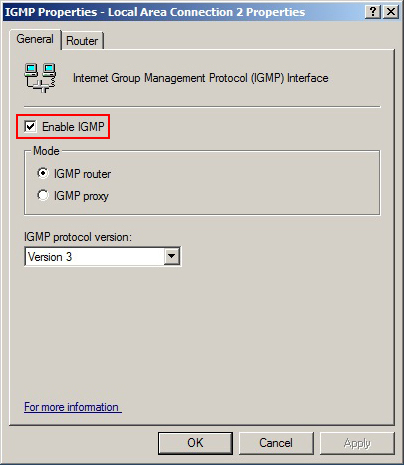 IGMP Properties - Local Area Connection 2 Properties
General Router
Internet Group Management Protocol (IGMP) Interface
Enable IGMP
Mode
IGMP router
IGMP proxy
IGMP protocol version:
Version 3
For more information
OK Cancel Apply